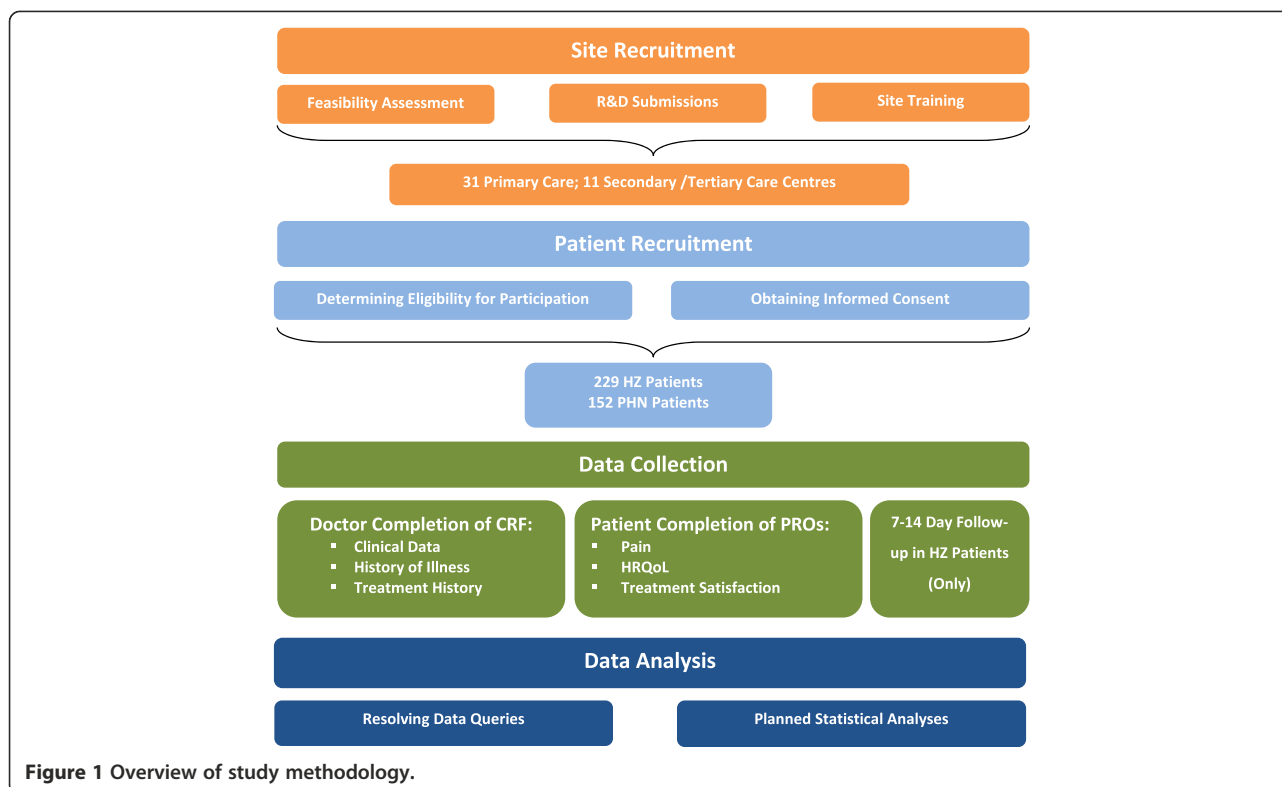 Site Recruitment
Feasibility Assessment
R&D Submissions
Site Training
31 Primary Care; 11 Secondary /Tertiary Care Centres
Patient Recruitment
Determining Eligibility for Participation
Obtaining Informed Consent
229 HZ Patients
152 PHN Patients
Data Collection
Doctor Completion of CRF:
▪ Clinical Data
▪ History of Illness
▪ Treatment History
Patient Completion of PROs:
▪ Pain
▪ HRQoL
▪ Treatment Satisfaction
7-14 Day Follow-
up in HZ Patients
(Only)
Data Analysis
Resolving Data Queries
Planned Statistical Analyses
Figure 1 Overview of study methodology.